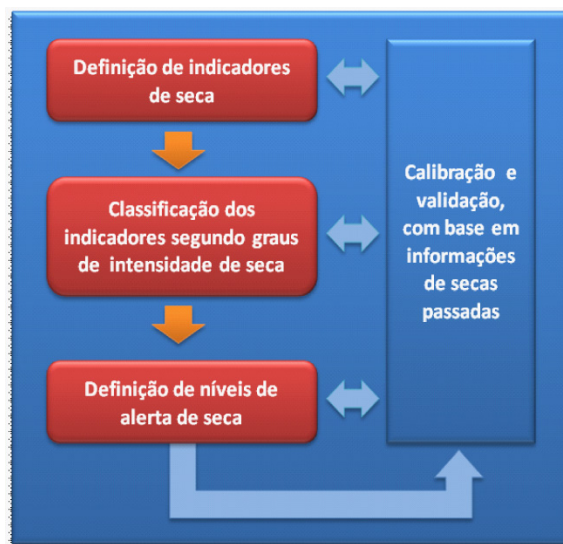 Definição de indicadores
de seca
Classificação dos
indicadores segundo graus
de intensidade de seca
Definição de níveis de
alerta de seca
Calibração e
validação,
com base em
informações
de secas
passadas